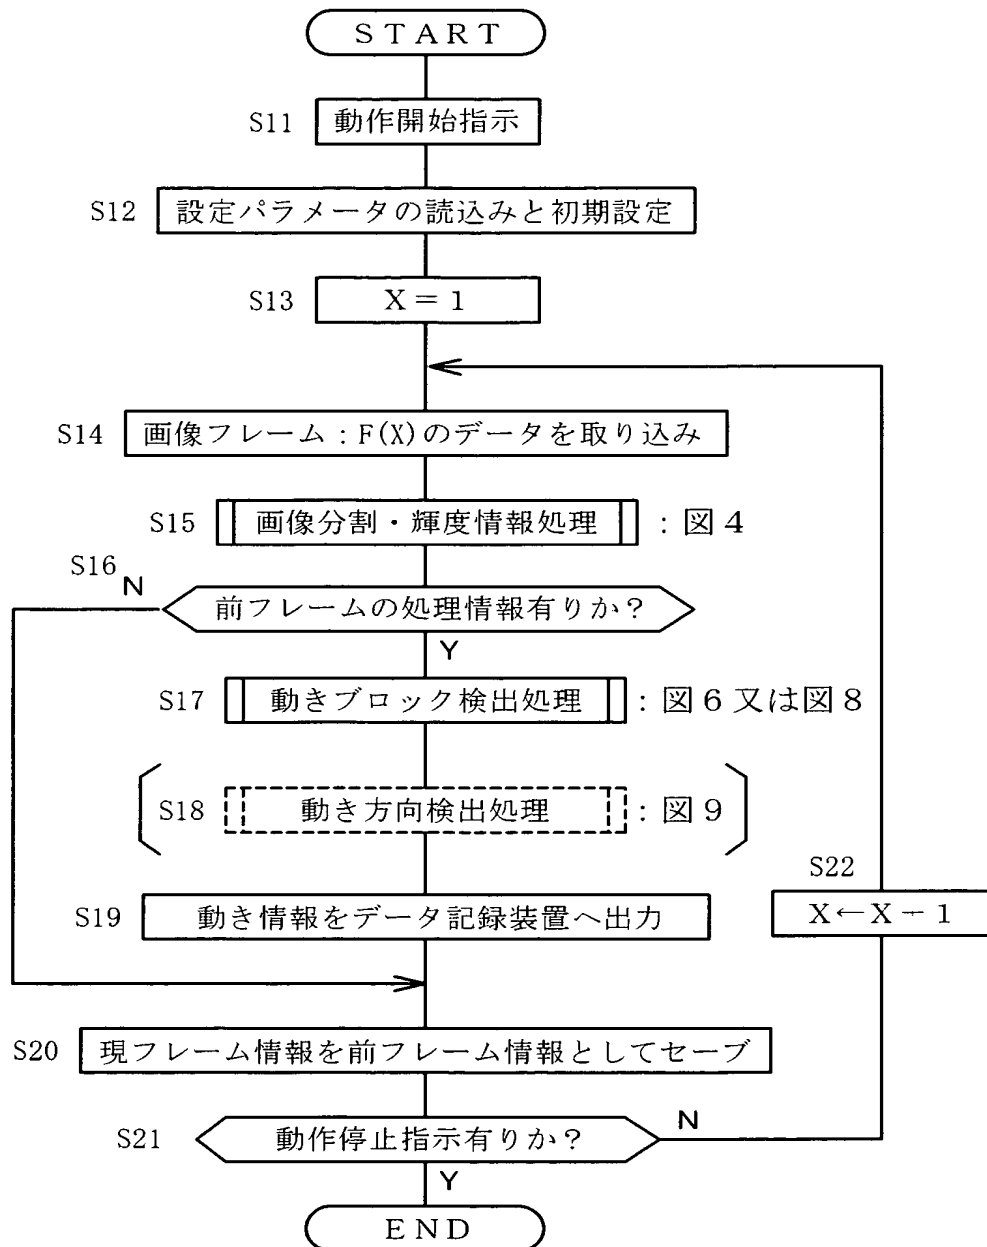 START
S11 動作開始指示
S12 設定パラメータの読込みと初期設定
S13 X=1
S14 画像フレーム:F(X)のデータを取り込み
S15 画像分割・輝度情報処理 :図4
S16 N
前フレームの処理情報有りか?
Y
S17 動きブロック検出処理 :図6又は図8
S18 動き方向検出処理 :図9
S22
S19 動き情報をデータ記録装置へ出力
X←X-1
S20 現フレーム情報を前フレーム情報としてセーブ
S21 動作停止指示有りか? N
Y
END